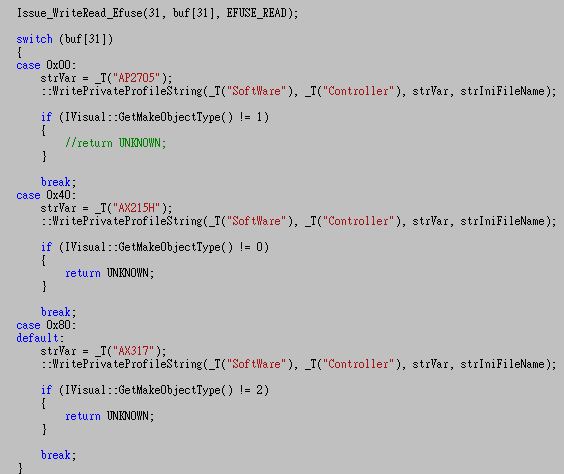 Issue_WriteRead_Efuse(31, buf[31], EFUSE_READ);
switch (buf[31])
{
case 0x00:
strVar = _T("AP2705");
::WritePrivateProfileString(_T("SoftWare"), _T("Controller"), strVar, strIniFileName);
if (IVisual::GetMakeObjectType() != 1)
{
//return UNKNOWN;
}
break;
case 0x40:
strVar = _T("AX215H");
::WritePrivateProfileString(_T("SoftWare"), _T("Controller"), strVar, strIniFileName);
if (IVisual::GetMakeObjectType() != 0)
{
return UNKNOWN;
}
break;
case 0x80:
default:
strVar = _T("AX317");
::WritePrivateProfileString(_T("SoftWare"), _T("Controller"), strVar, strIniFileName);
if (IVisual::GetMakeObjectType() != 2)
{
return UNKNOWN;
}
break;
}